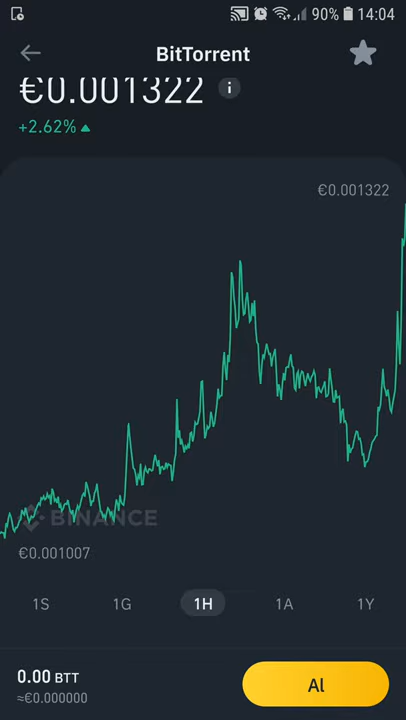 90% 14:04
BitTorrent
€0.001322
i
+2.62%
€0.001322
BINANCE
€0.001007
1S 1G 1H 1A 1Y
0.00 BTT
≈€0.000000
Al